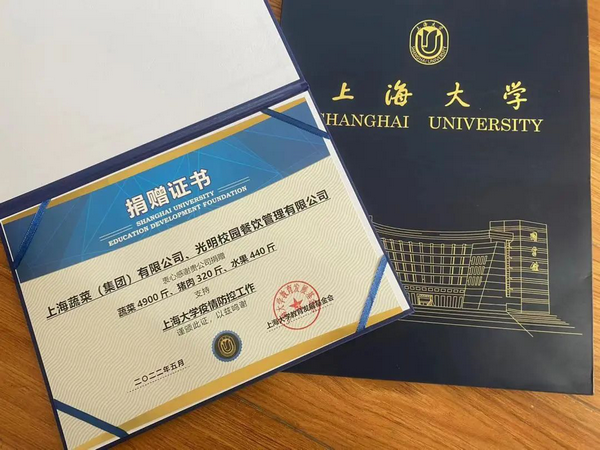 捐赠证书
SHANGHAI UNIVERSITY
EDUCATION DEVELOPMENT FOUNDATION
上海蔬菜（集团）有限公司、光明校园餐饮管理有限公司
衷心感谢贵公司捐赠
蔬菜 4900 斤、猪肉 320 斤、水果 440 斤
支持
上海大学疫情防控工作
谨颁此证，以兹鸣谢
上海大学教育发展基金会
二〇二二年五月
上海大学
SHANGHAI UNIVERSITY
图书馆